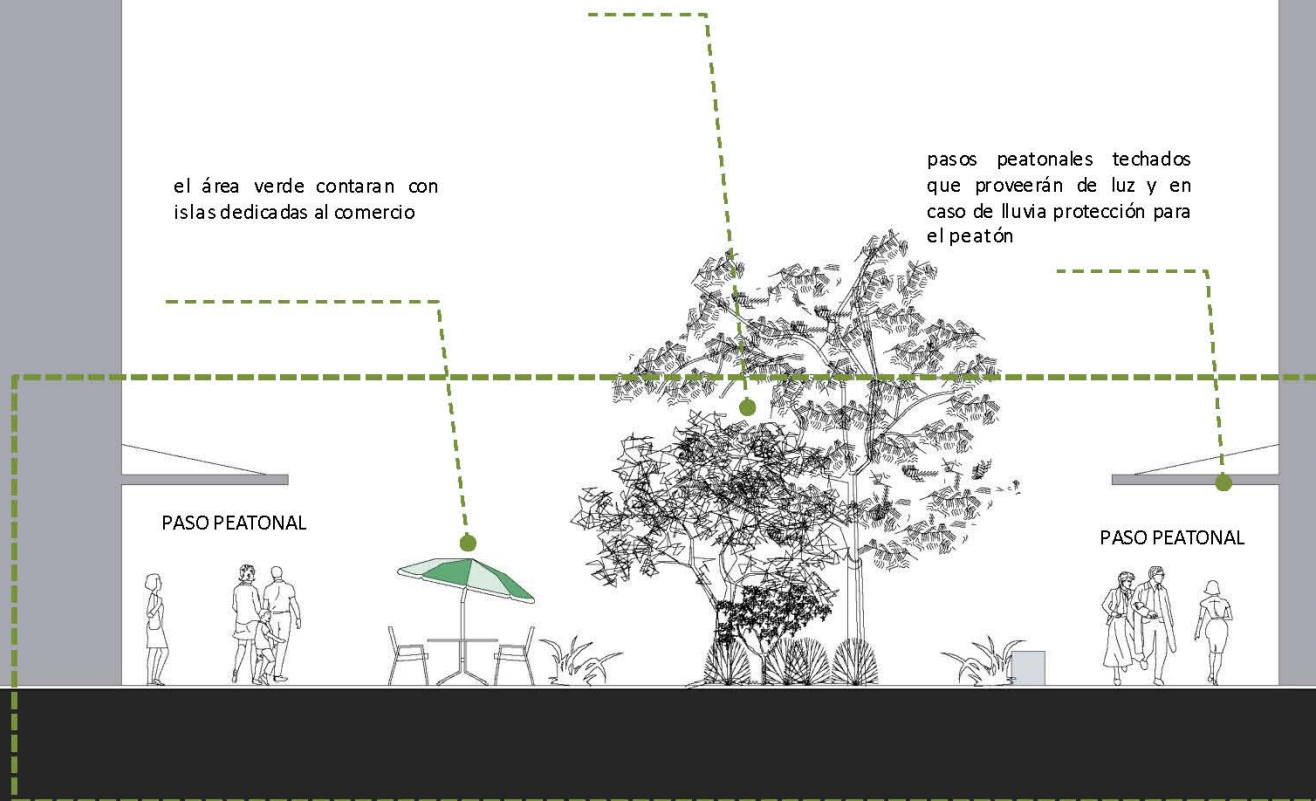 el área verde contaran con
islas dedicadas al comercio
pasos peatonales techados
que proveerán de luz y en
caso de lluvia protección para
el peatón
PASO PEATONAL
PASO PEATONAL